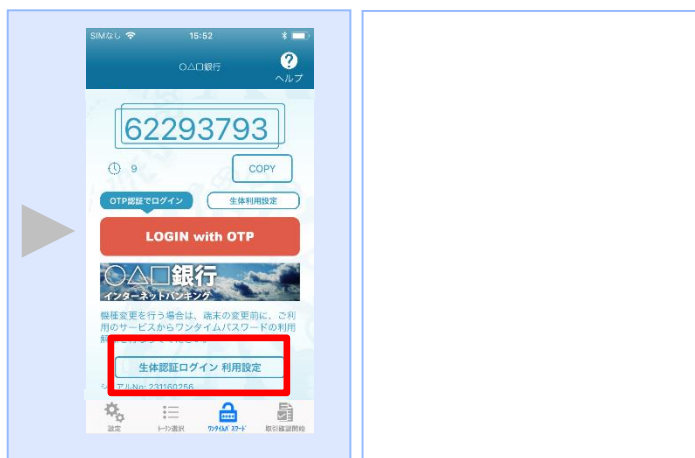 SIMなし 15:52
○△□銀行
ヘルプ
62293793
9 COPY
OTP認証でログイン 生体利用設定
LOGIN with OTP
○△□銀行
インターネットバンキング
機種変更を行う場合は、端末の変更前に、ご利
用のサービスからワンタイムパスワードの利用
生体認証ログイン 利用設定
No: 231160256
設定 トークン選択 ワンタイムパスワード 取引確認開始